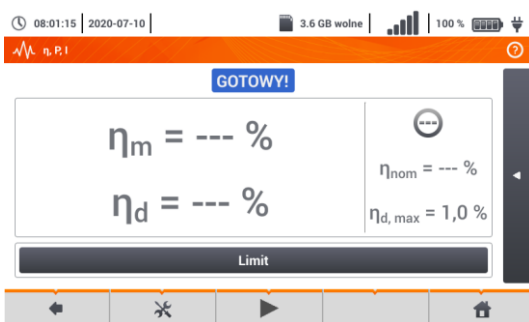 08:01:15 2020-07-10 3.6 GB wolne 100 %
η, P, I
GOTOWY!
ηm = --- %
ηd = --- %
---
ηnom = --- %
ηd, max = 1,0 %
Limit